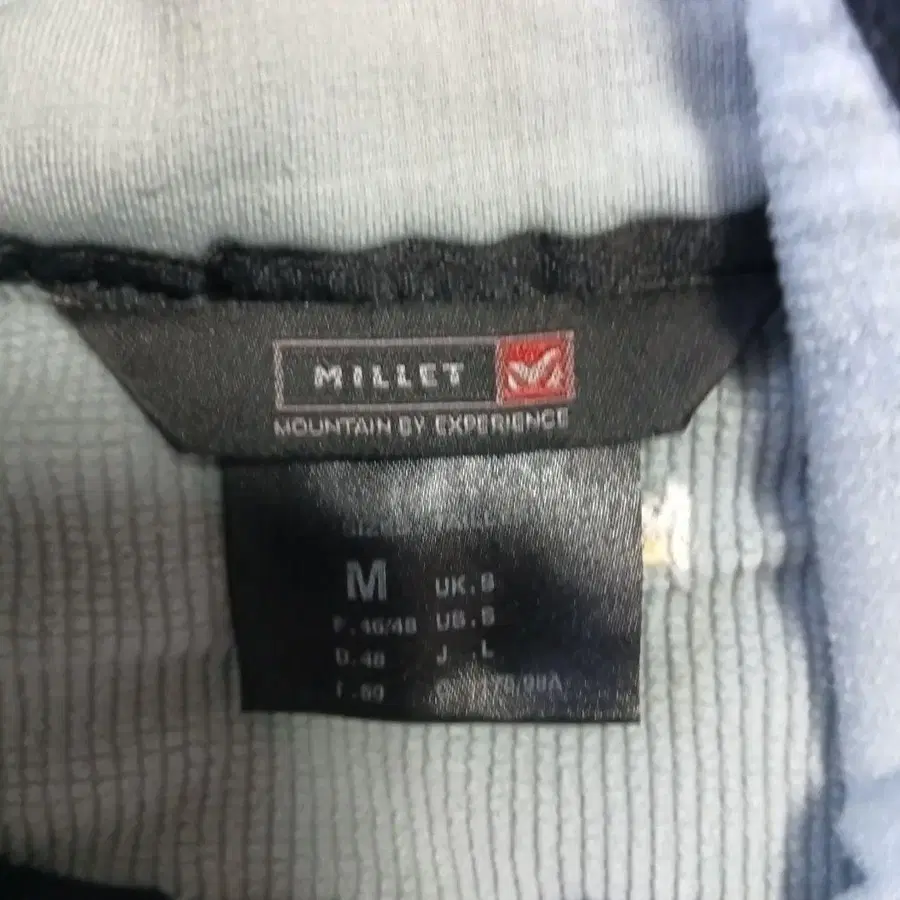 MILLET
MOUNTAIN BY EXPERIENCE
M UK.S
F.46/48 US.S
D.48 J .L